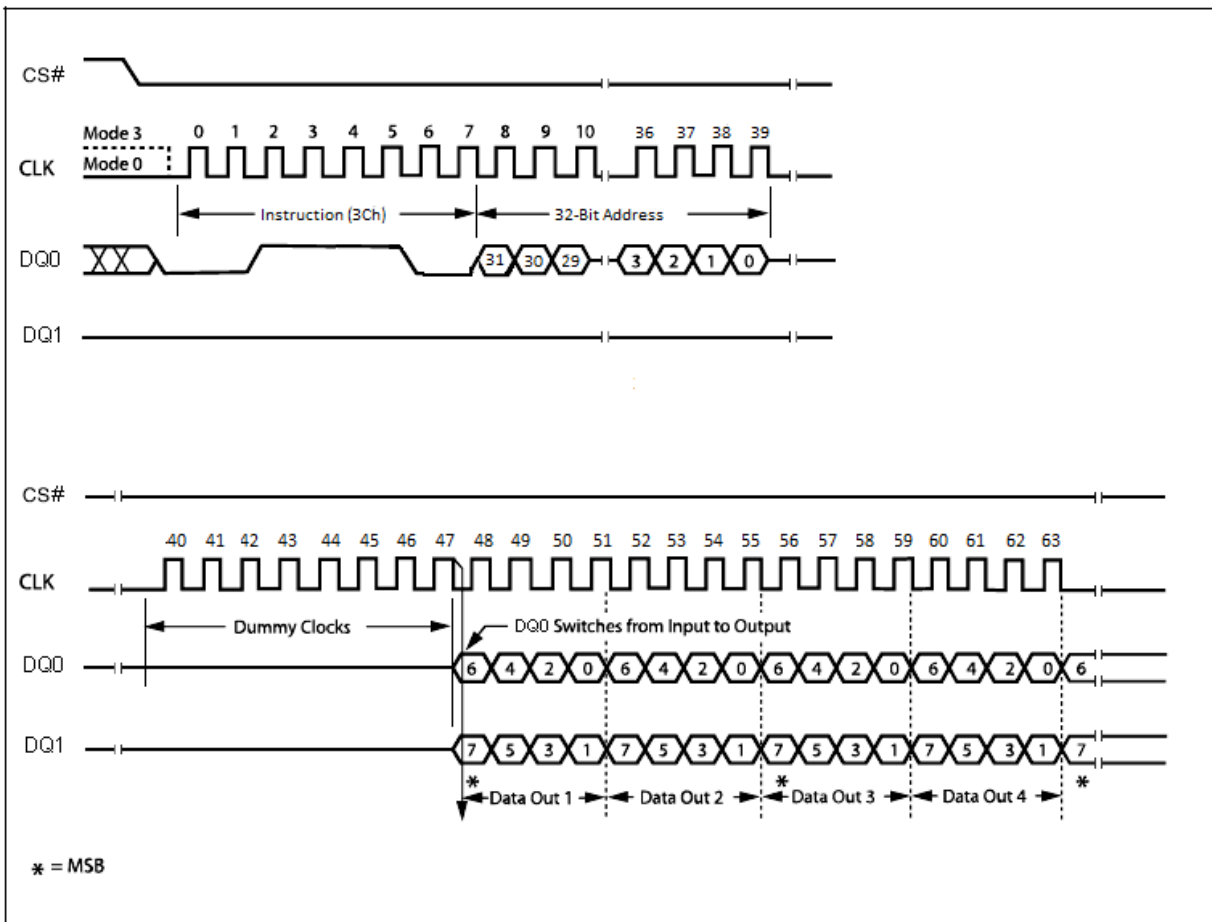 CS#
Mode 3 0 1 2 3 4 5 6 7 8 9 10 36 37 38 39
CLK Mode 0
Instruction (3Ch) 32-Bit Address
DQ0 31 30 29 3 2 1 0
DQ1
CS#
40 41 42 43 44 45 46 47 48 49 50 51 52 53 54 55 56 57 58 59 60 61 62 63
CLK
Dummy Clocks DQ0 Switches from Input to Output
DQ0 6 4 2 0 6 4 2 0 6 4 2 0 6 4 2 0 6
DQ1 7 5 3 1 7 5 3 1 7 5 3 1 7 5 3 1 7
* * *
Data Out 1 Data Out 2 Data Out 3 Data Out 4
* = MSB